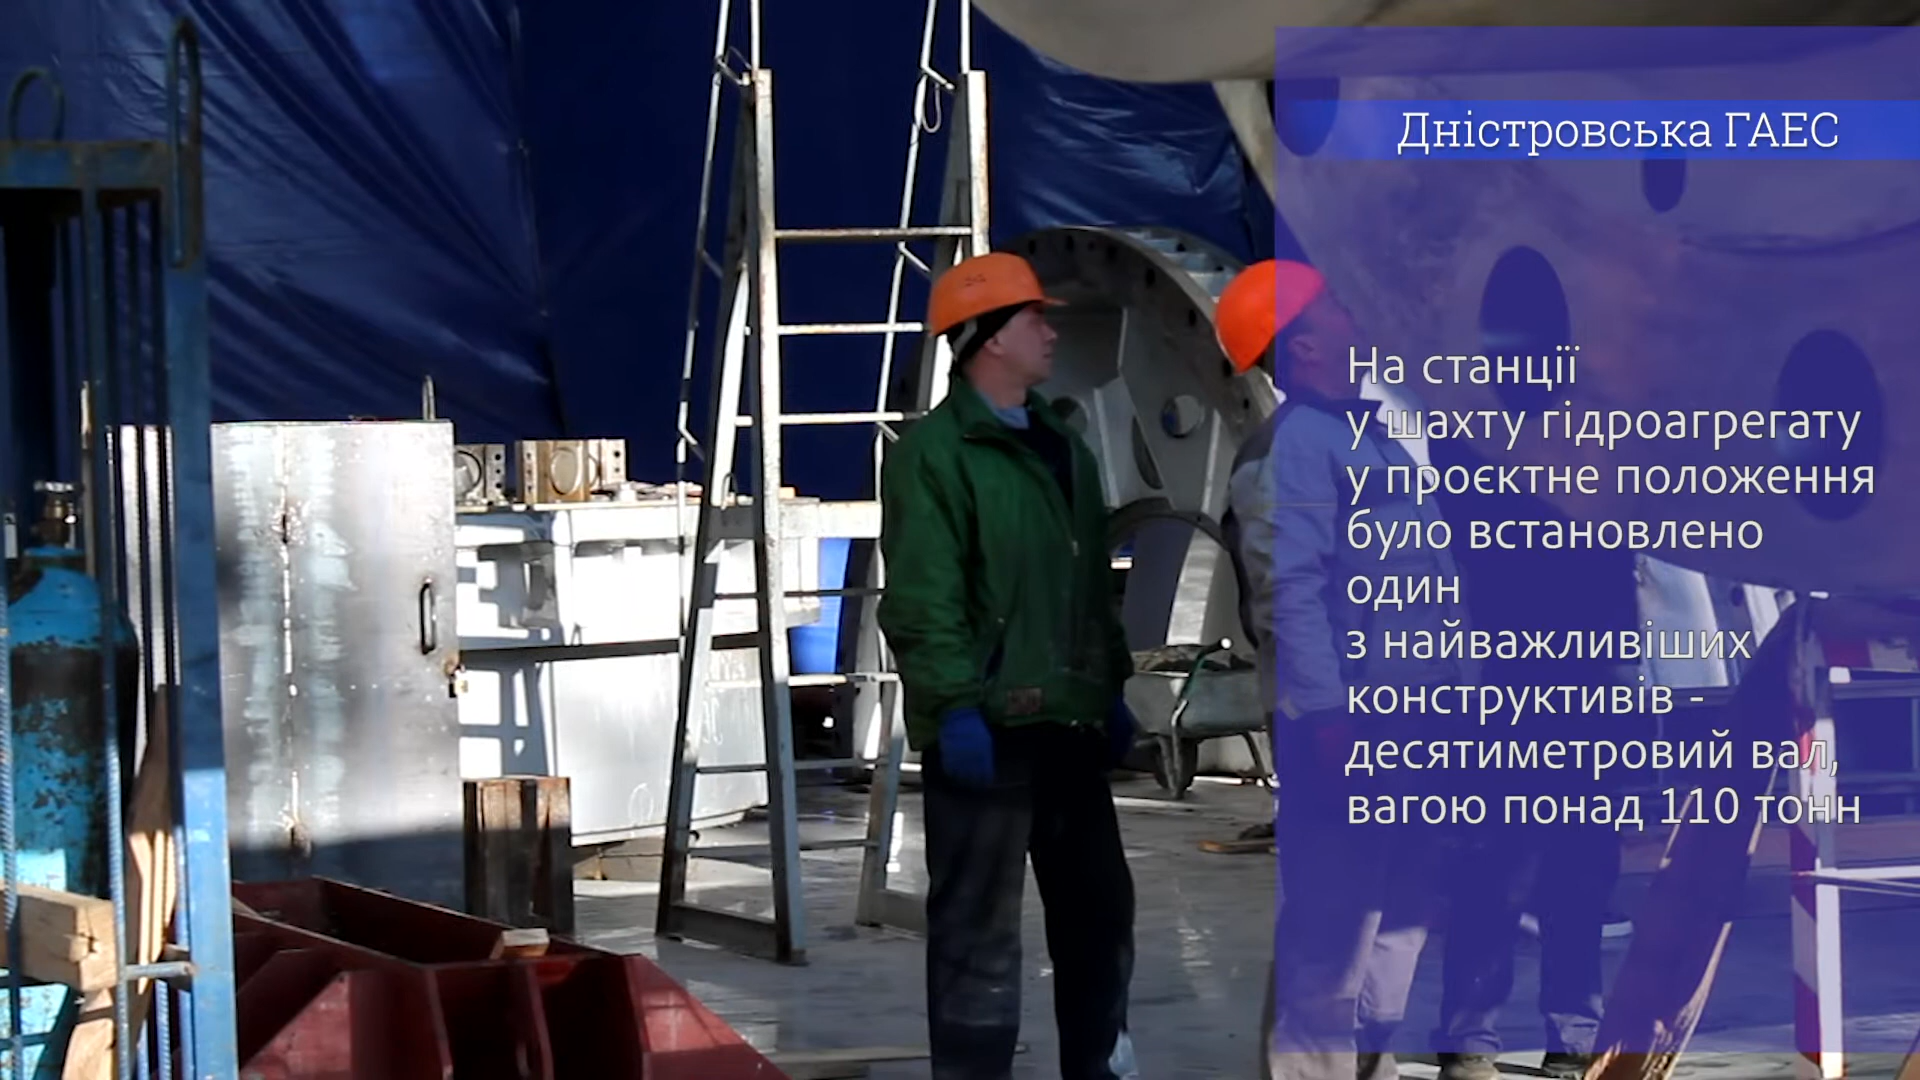 Дністровська ГАЕС
На станції
у шахту гідроагрегату
у проєктне положення
було встановлено
один
з найважливіших
конструктивів -
десятиметровий вал,
вагою понад 110 тонн